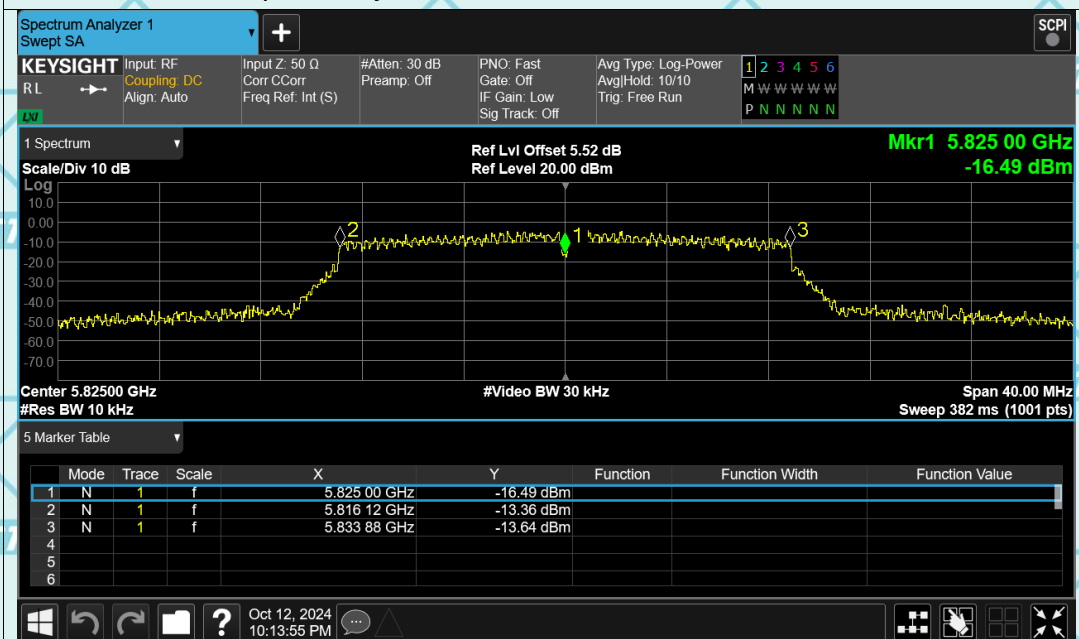 Spectrum Analyzer 1
Swept SA
+
SCPI
KEYSIGHT
RL
LXI
Input: RF
Coupling: DC
Align: Auto
Input Z: 50 Ω
Corr CCorr
Freq Ref: Int (S)
#Atten: 30 dB
Preamp: Off
PNO: Fast
Gate: Off
IF Gain: Low
Sig Track: Off
Avg Type: Log-Power
Avg|Hold: 10/10
Trig: Free Run
1 2 3 4 5 6
M W W W W W
P N N N N N
1 Spectrum
Scale/Div 10 dB
Ref Lvl Offset 5.52 dB
Ref Level 20.00 dBm
Mkr1 5.825 00 GHz
-16.49 dBm
Log
10.0
0.00
-10.0
-20.0
-30.0
-40.0
-50.0
-60.0
-70.0
2
1
3
Center 5.82500 GHz
#Video BW 30 kHz
Span 40.00 MHz
#Res BW 10 kHz
Sweep 382 ms (1001 pts)
5 Marker Table
Mode Trace Scale X Y Function Function Width Function Value
1 N 1 f 5.825 00 GHz -16.49 dBm
2 N 1 f 5.816 12 GHz -13.36 dBm
3 N 1 f 5.833 88 GHz -13.64 dBm
4
5
6
?
Oct 12, 2024
10:13:55 PM